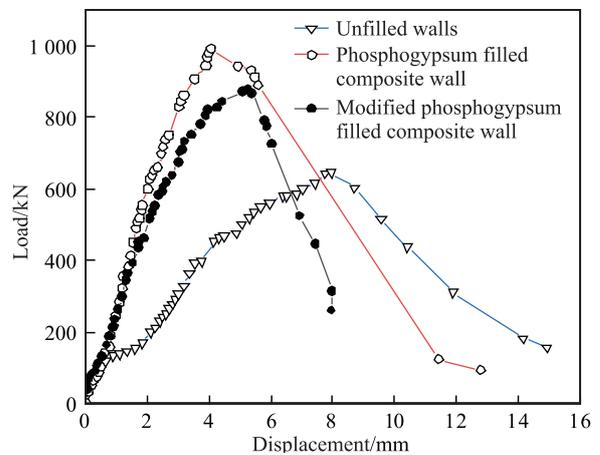 1 000
800
600
400
200
0
Load/kN
Unfilled walls
Phosphogypsum filled
composite wall
Modified phosphogypsum
filled composite wall
0 2 4 6 8 10 12 14 16
Displacement/mm